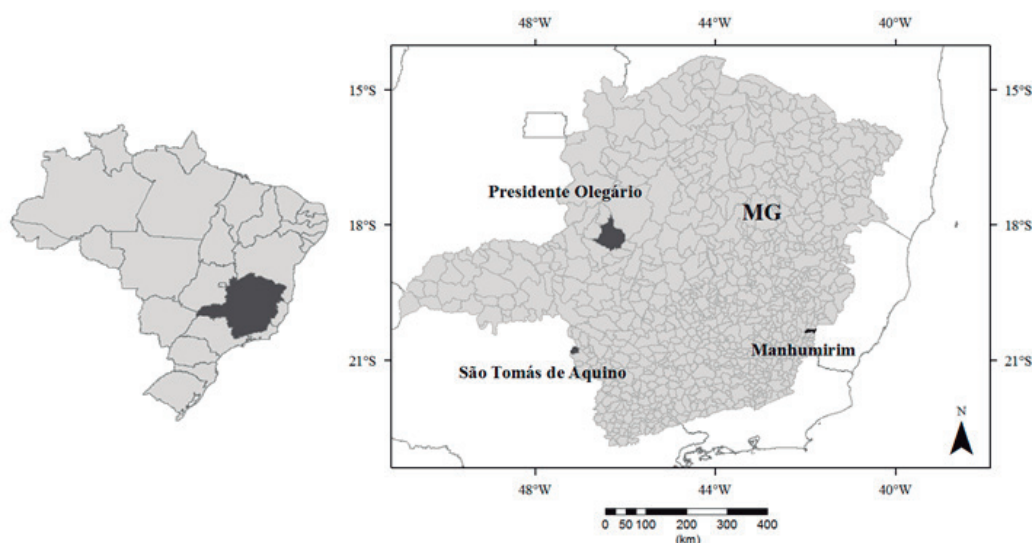 48°W
44°W
40°W
15°S
15°S
Presidente Olegário
MG
18°S
18°S
Manhumirim
21°S
21°S
São Tomás de Aquino
N
48°W
44°W
40°W
0 50 100 200 300 400
(km)